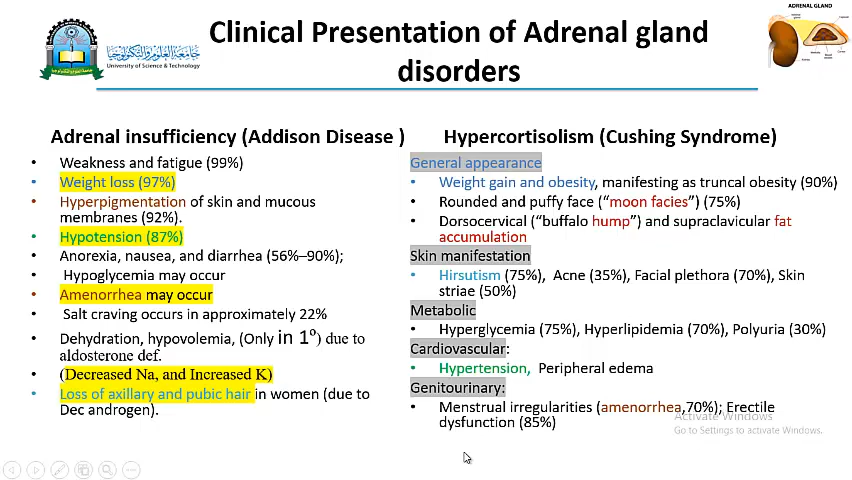 Clinical Presentation of Adrenal gland
disorders
جامعة العلوم والتكنولوجيا
University of Science & Technology
ADRENAL GLAND
Adrenal insufficiency (Addison Disease )
• Weakness and fatigue (99%)
• Weight loss (97%)
• Hyperpigmentation of skin and mucous
membranes (92%).
• Hypotension (87%)
• Anorexia, nausea, and diarrhea (56%–90%);
• Hypoglycemia may occur
• Amenorrhea may occur
• Salt craving occurs in approximately 22%
• Dehydration, hypovolemia, (Only in 1º) due to
aldosterone def.
• (Decreased Na, and Increased K)
• Loss of axillary and pubic hair in women (due to
Dec androgen).
Hypercortisolism (Cushing Syndrome)
General appearance
• Weight gain and obesity, manifesting as truncal obesity (90%)
• Rounded and puffy face (“moon facies”) (75%)
• Dorsocervical (“buffalo hump”) and supraclavicular fat
accumulation
Skin manifestation
• Hirsutism (75%), Acne (35%), Facial plethora (70%), Skin
striae (50%)
Metabolic
• Hyperglycemia (75%), Hyperlipidemia (70%), Polyuria (30%)
Cardiovascular:
• Hypertension, Peripheral edema
Genitourinary:
• Menstrual irregularities (amenorrhea,70%); Erectile
dysfunction (85%)
Activate Windows
Go to Settings to activate Windows.